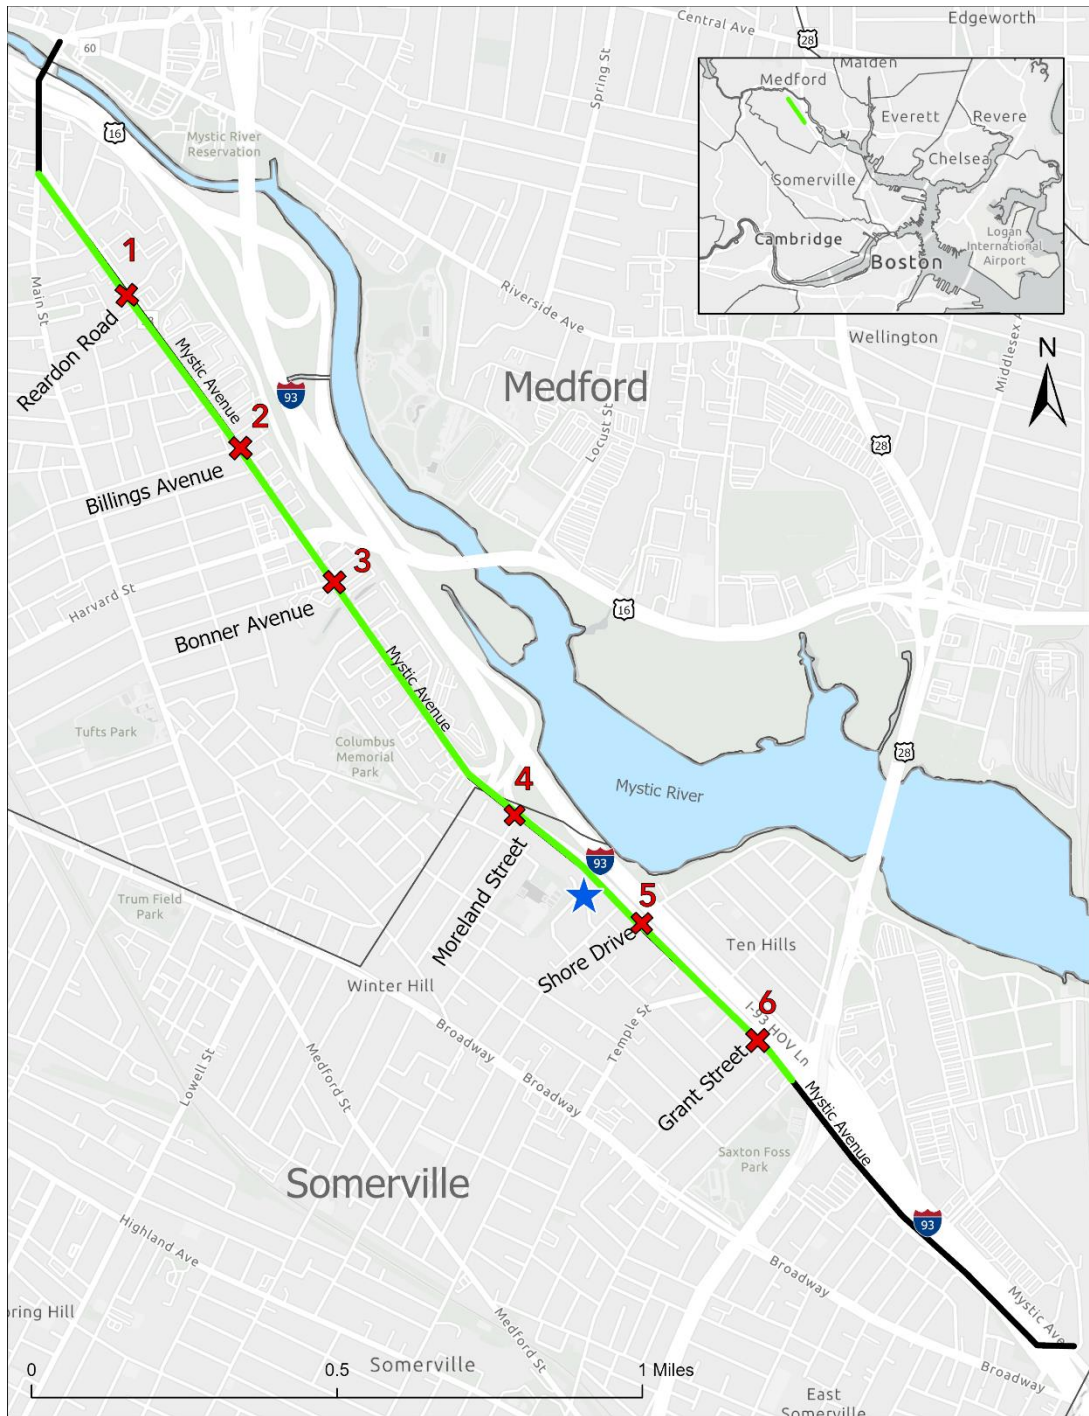 Central Ave
Edgeworth
28
60
16
Spring St
Mystic River
Reservation
Medford
Malden
Everett
Revere
Chelsea
Somerville
Cambridge
Boston
Logan
International
Airport
1
Main St
Reardon Road
Mystic Avenue
Riverside Ave
Wellington
Middlesex A
N
93
Medford
2
Billings Avenue
Locust St
28
3
Harvard St
Bonner Avenue
16
Mystic Avenue
Tufts Park
Columbus
Memorial
Park
28
4
Mystic River
Moreland Street
93
5
Shore Drive
Trum Field
Park
Ten Hills
Winter Hill
6
I-93 HOV Ln
Temple St
Grant Street
Broadway
Broadway
Lowell St
Medford St
Mystic Avenue
Saxton Foss
Park
Somerville
93
Highland Ave
Broadway
Mystic Ave
oring Hill
Medford St
Somerville
Broadway
0
0.5
1 Miles
East
Somerville